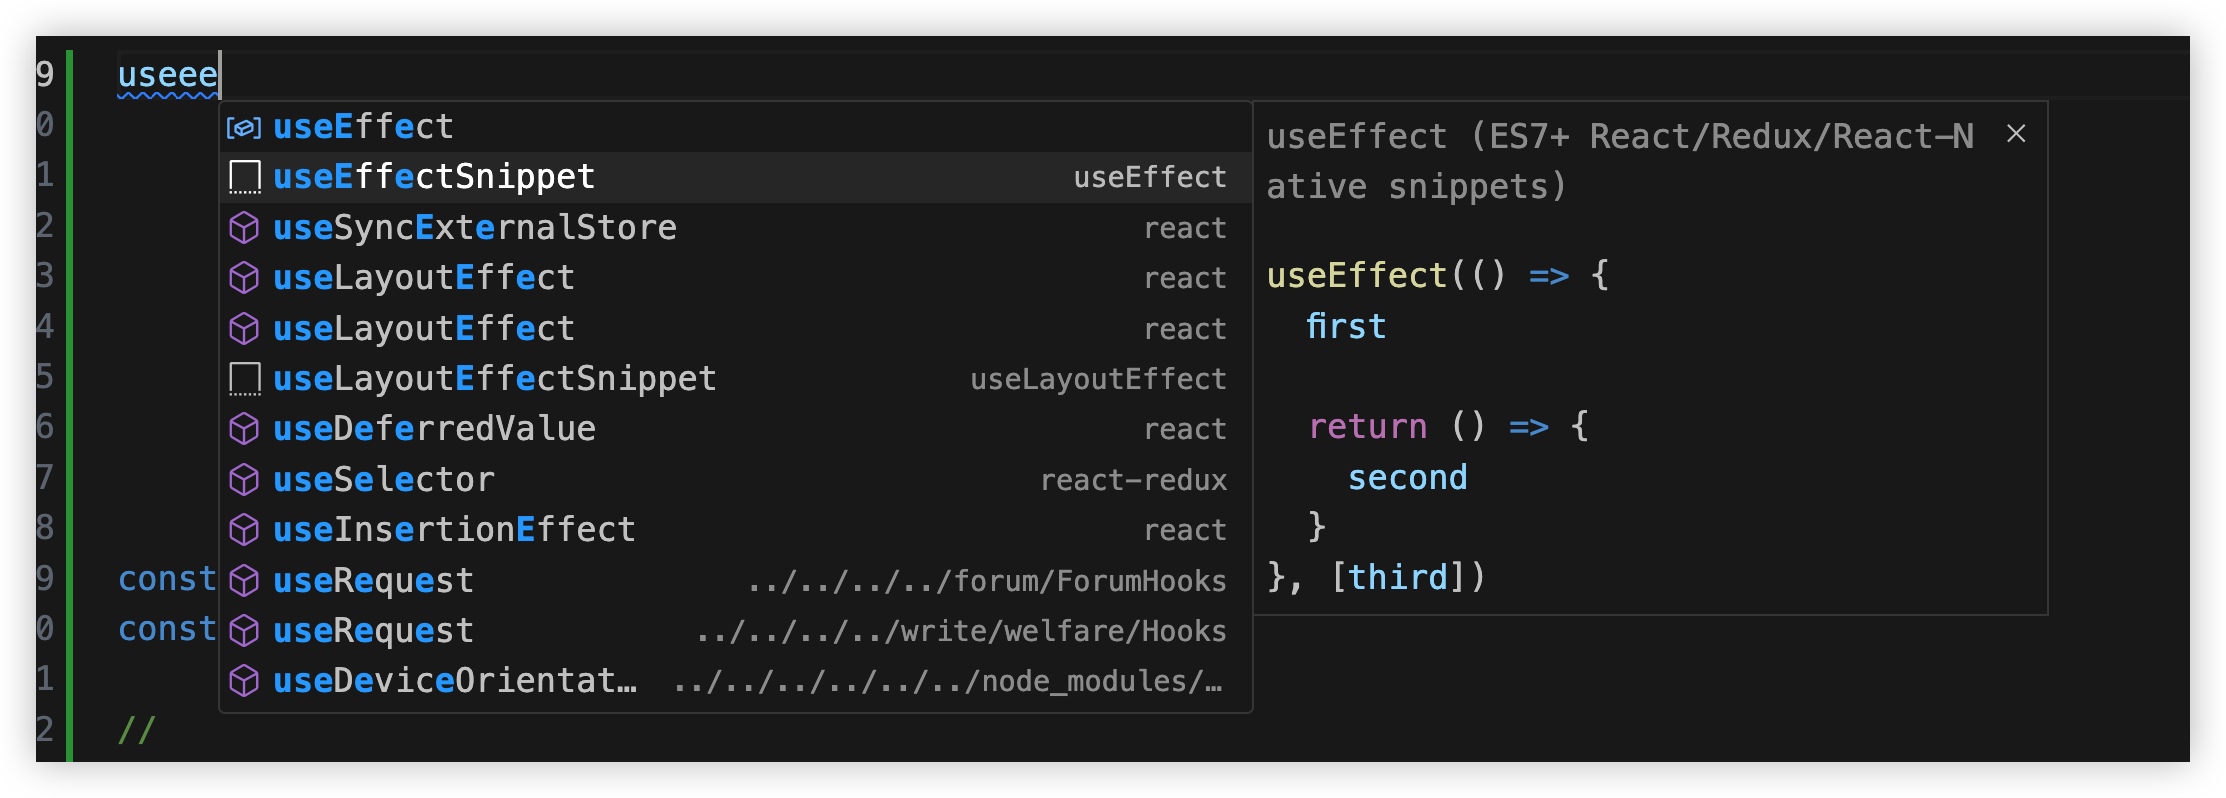 9 useee
0 useEffect
1 useEffectSnippet useEffect
2 useSyncExternalStore react
3 useLayoutEffect react
4 useLayoutEffect react
5 useLayoutEffectSnippet useLayoutEffect
6 useDeferredValue react
7 useSelector react-redux
8 useInsertionEffect react
9 const useRequest ../../../../forum/ForumHooks
0 const useRequest ../../../../write/welfare/Hooks
1 useDeviceOrientat… ../../../../../../node_modules/…
2 //
useEffect (ES7+ React/Redux/React-N
ative snippets)
useEffect(() => {
first
return () => {
second
}
}, [third])